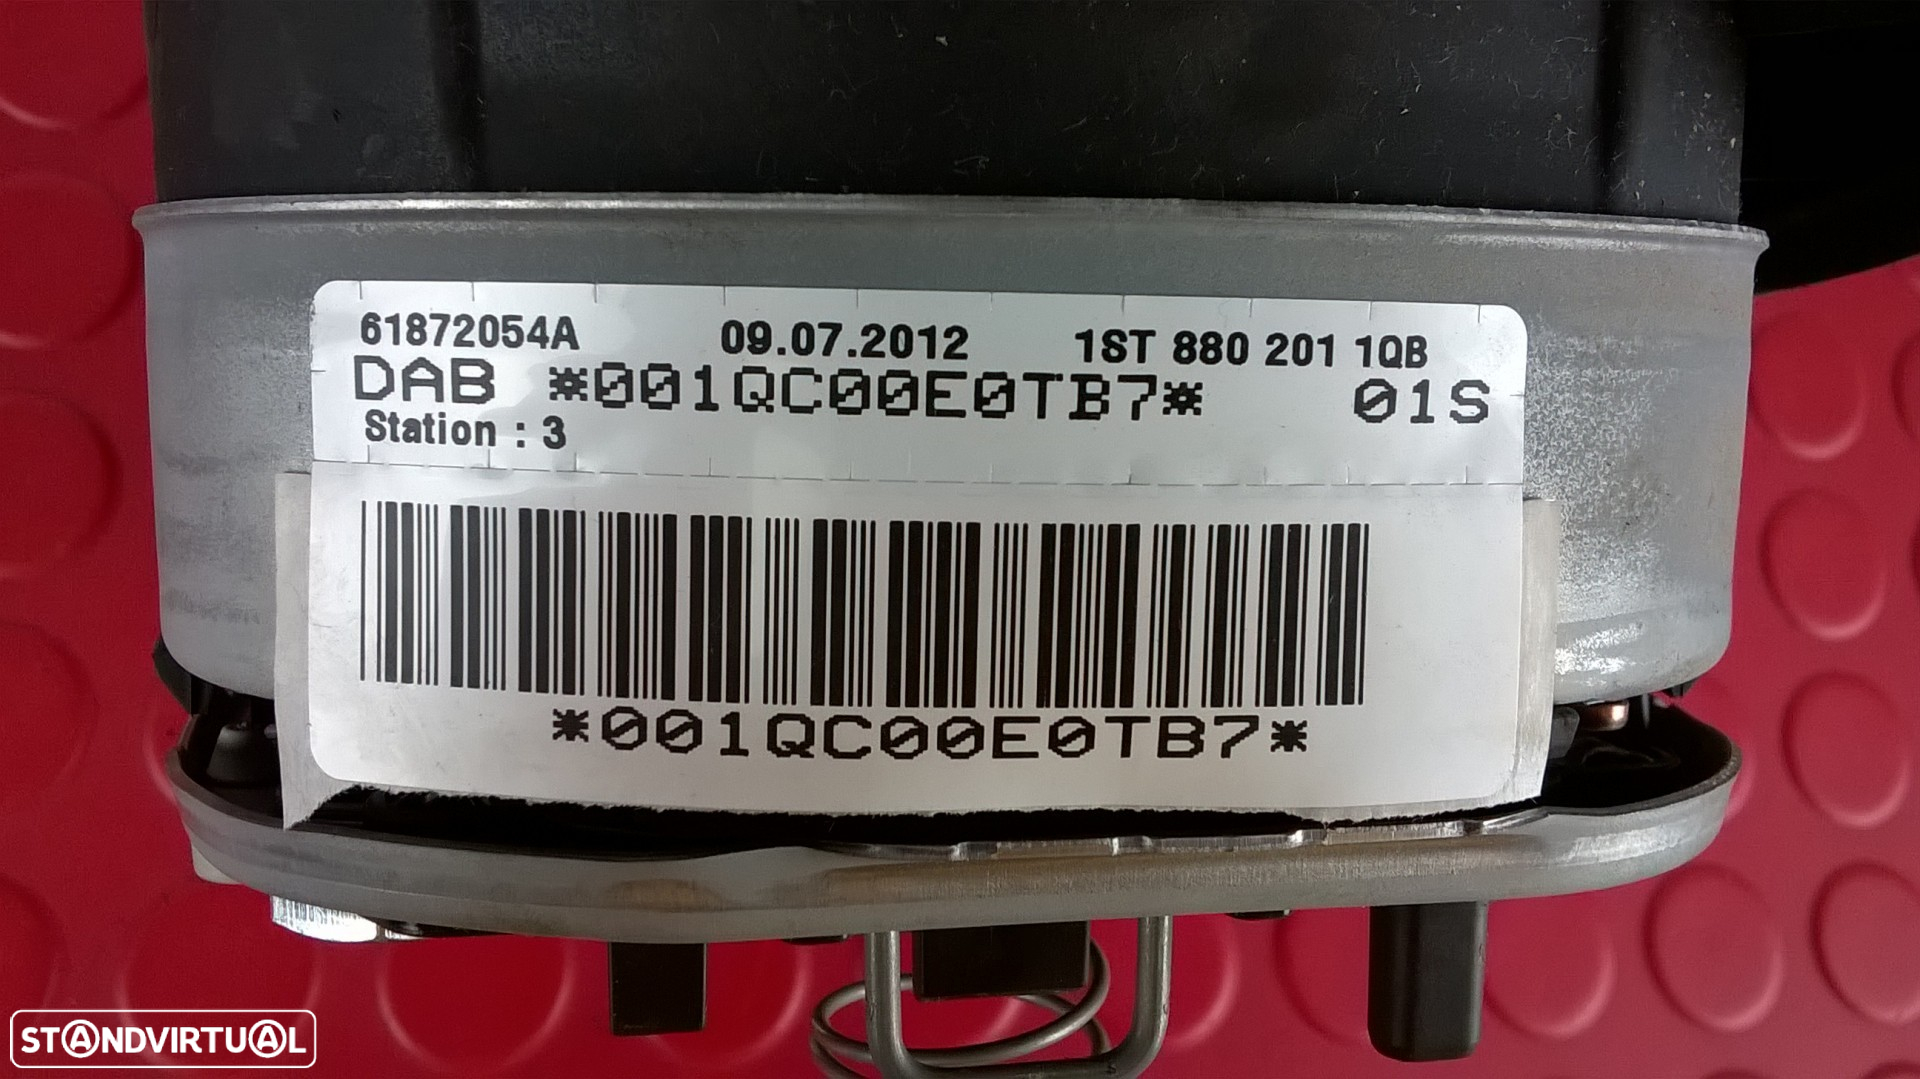 61872054A 09.07.2012 1ST 880 201 1QB
DAB *001QC00E0TB7* 01S
Station : 3
*001QC00E0TB7*
STANDVIRTUAL